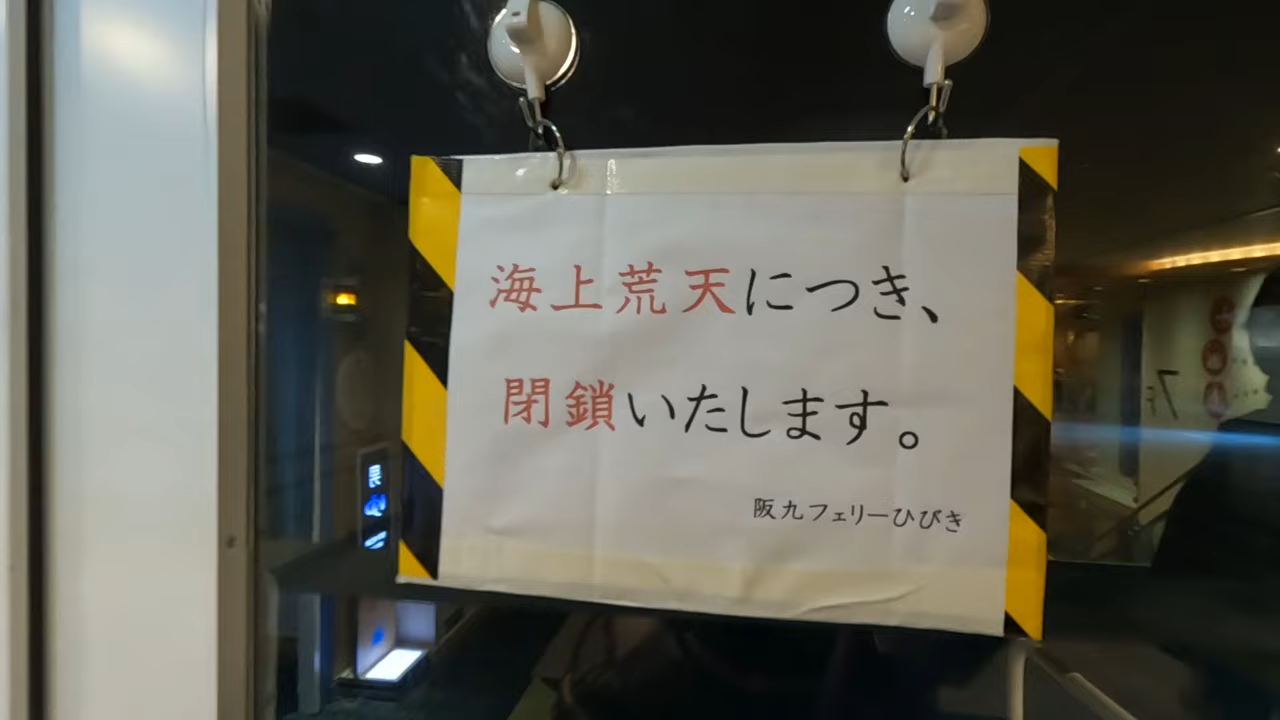 海上荒天につき、
閉鎖いたします。
阪九フェリーひびき
7F